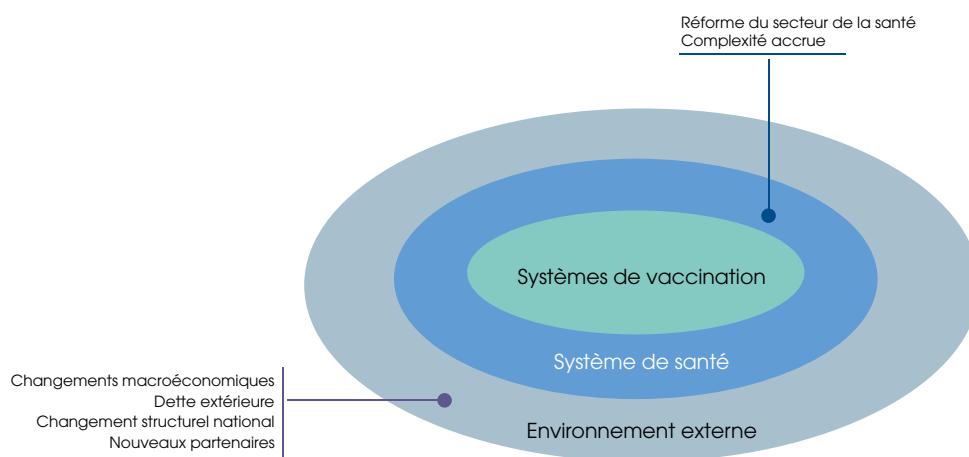 Réforme du secteur de la santé
Complexité accrue
Systèmes de vaccination
Système de santé
Changements macroéconomiques
Dette extérieure
Changement structurel national
Nouveaux partenaires
Environnement externe